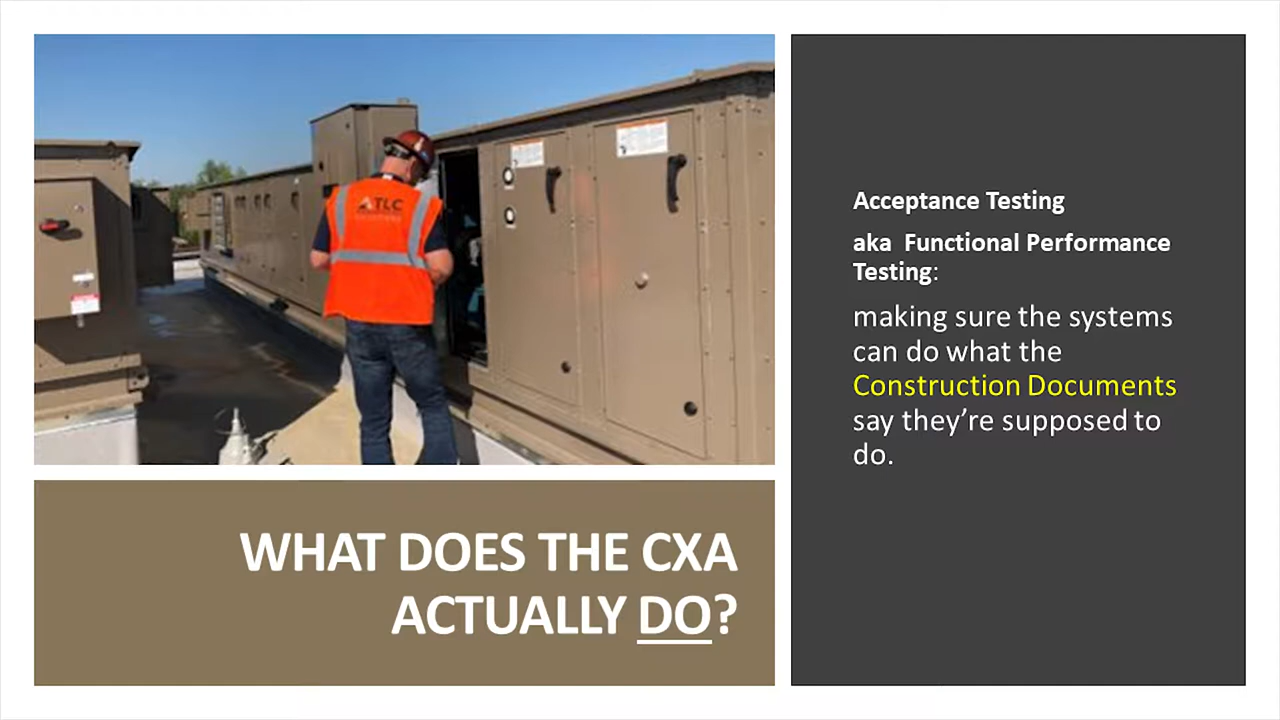 TLC
WHAT DOES THE CXA
ACTUALLY DO?
Acceptance Testing
aka  Functional Performance
Testing:
making sure the systems
can do what the
Construction Documents
say they’re supposed to
do.